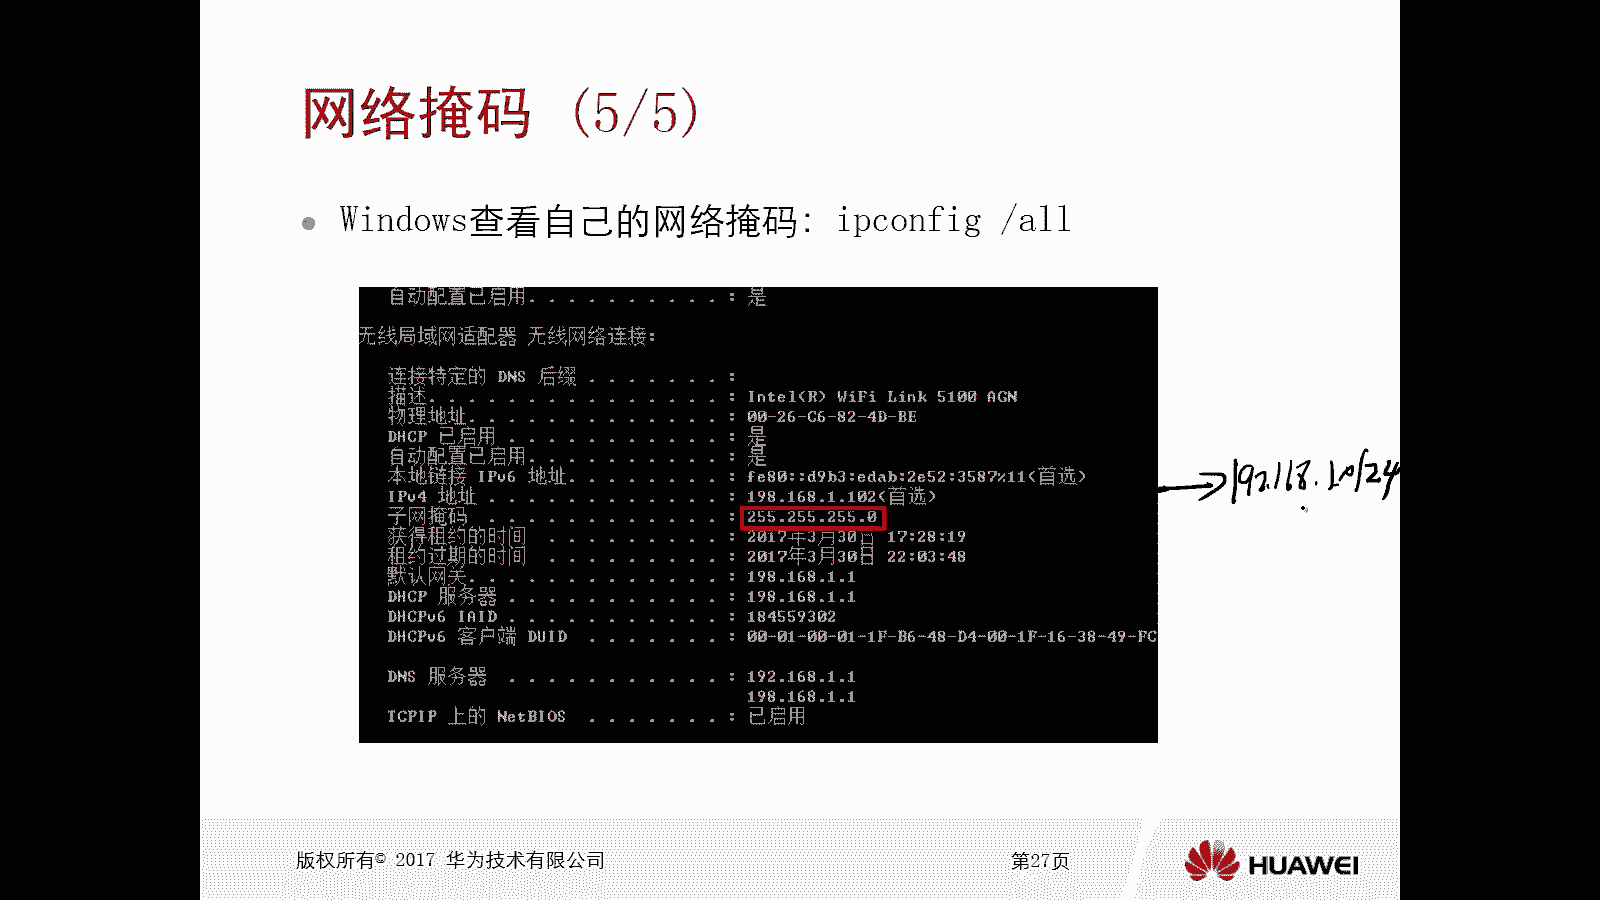 网络掩码 (5/5)
Windows查看自己的网络掩码: ipconfig /all
自动配置已启用. . . . . . . . . . : 是
无线局域网适配器 无线网络连接:
连接特定的 DNS 后缀 . . . . . . . :
描述. . . . . . . . . . . . . . . : Intel(R) WiFi Link 5100 AGN
物理地址. . . . . . . . . . . . . : 00-26-C6-82-4D-BE
DHCP 已启用 . . . . . . . . . . . : 是
自动配置已启用. . . . . . . . . . : 是
本地链接 IPv6 地址. . . . . . . . : fe80::d9b3:edab:2e52:3587%11(首选)
IPv4 地址 . . . . . . . . . . . . : 198.168.1.102(首选)
子网掩码 . . . . . . . . . . . . : 255.255.255.0
获得租约的时间 . . . . . . . . . : 2017年3月30日 17:28:19
租约过期的时间 . . . . . . . . . : 2017年3月30日 22:03:48
默认网关. . . . . . . . . . . . . : 198.168.1.1
DHCP 服务器 . . . . . . . . . . . : 198.168.1.1
DHCPv6 IAID . . . . . . . . . . . : 184559302
DHCPv6 客户端 DUID . . . . . . . : 00-01-00-01-1F-B6-48-D4-00-1F-16-38-49-FC
DNS 服务器 . . . . . . . . . . . : 192.168.1.1
198.168.1.1
TCPIP 上的 NetBIOS . . . . . . . : 已启用
版权所有© 2017 华为技术有限公司
第27页
HUAWEI